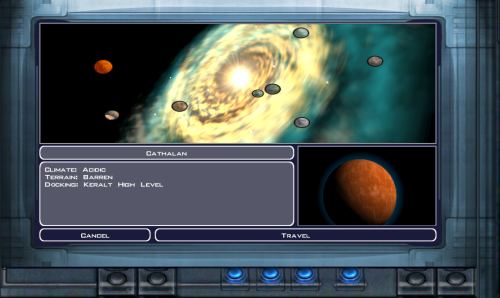 Cathalan
Climate: Acidic
Terrain: Barren
Docking: Keralt High Level
Cancel
Travel